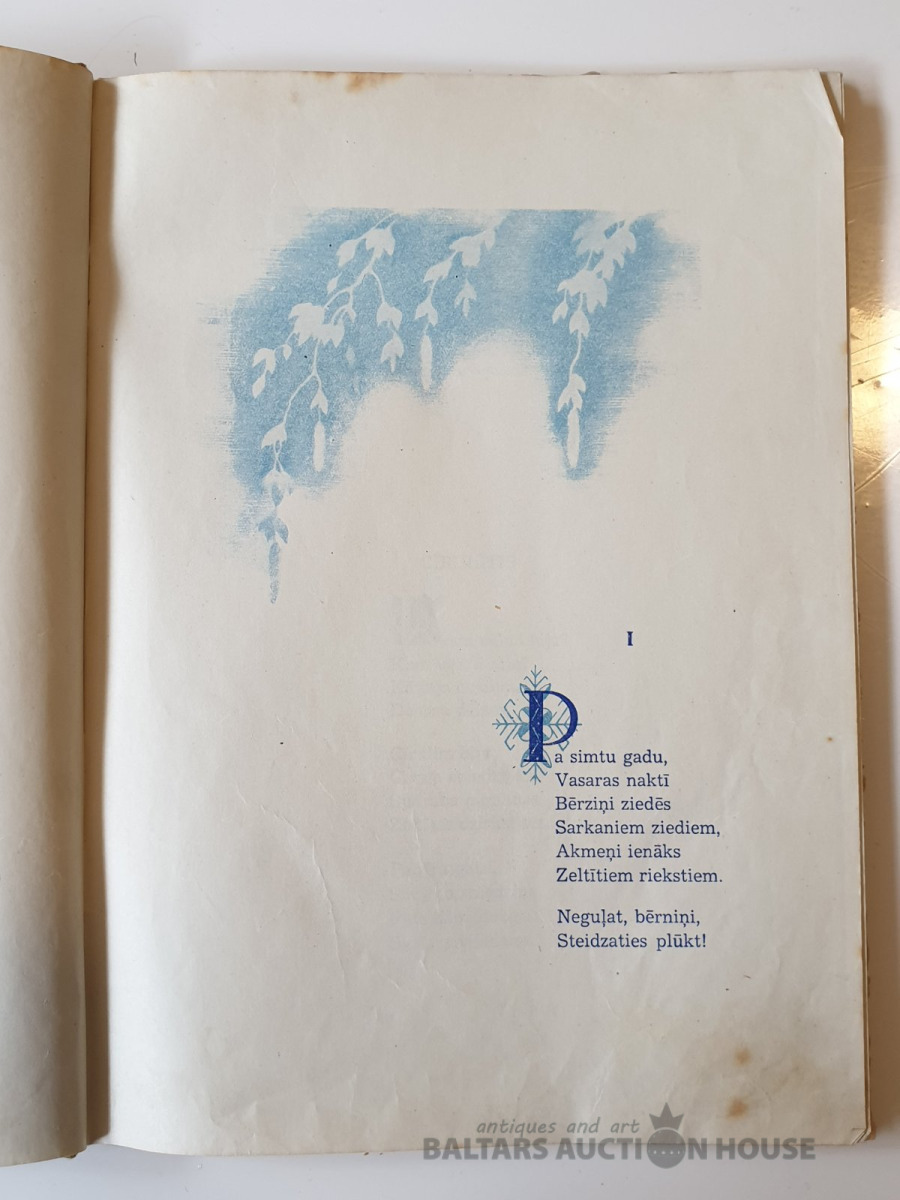 I
Pa simtu gadu,
Vasaras naktī
Bērziņi ziedēs
Sarkaniem ziediem,
Akmeņi ienāks
Zeltītiem riekstiem.
Neguļat, bērniņi,
Steidzaties plūkt!
antiques and art
BALTARS AUCTION HOUSE